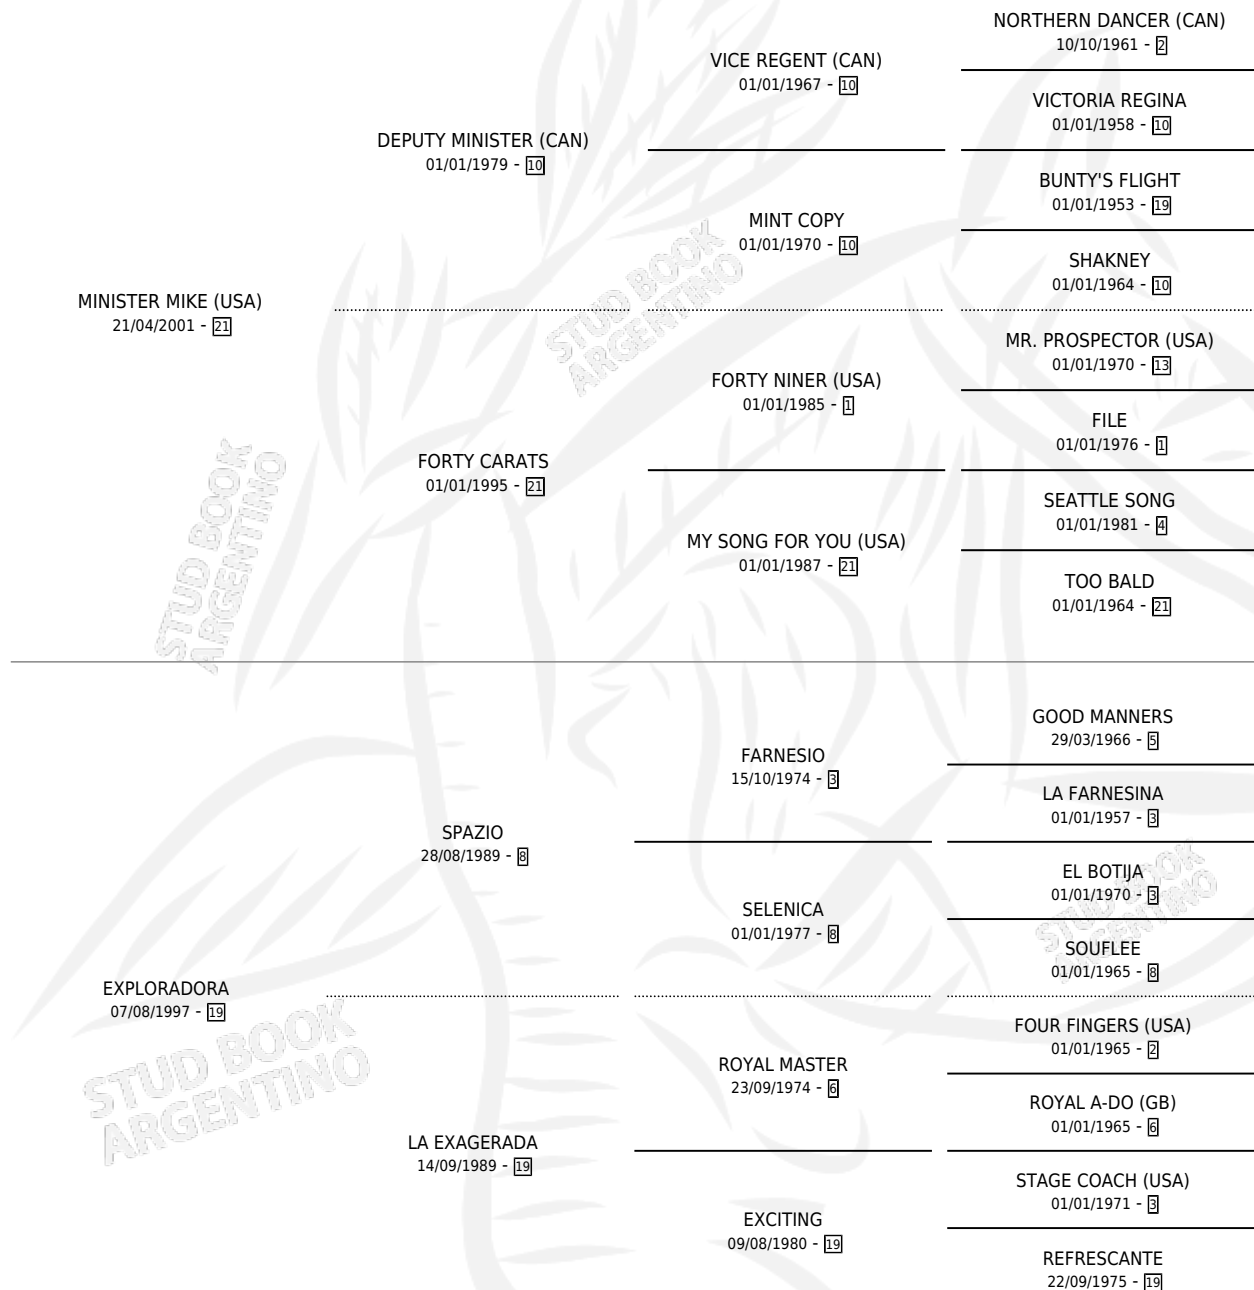 NORTHERN DANCER (CAN)
10/10/1961 - 2
VICE REGENT (CAN)
01/01/1967 - 10
VICTORIA REGINA
01/01/1958 - 10
DEPUTY MINISTER (CAN)
01/01/1979 - 10
BUNTY'S FLIGHT
01/01/1953 - 19
MINT COPY
01/01/1970 - 10
SHAKNEY
01/01/1964 - 10
MINISTER MIKE (USA)
21/04/2001 - 21
MR. PROSPECTOR (USA)
01/01/1970 - 13
FORTY NINER (USA)
01/01/1985 - 1
FILE
01/01/1976 - 1
FORTY CARATS
01/01/1995 - 21
SEATTLE SONG
01/01/1981 - 4
MY SONG FOR YOU (USA)
01/01/1987 - 21
TOO BALD
01/01/1964 - 21
GOOD MANNERS
29/03/1966 - 5
FARNESIO
15/10/1974 - 3
LA FARNESINA
01/01/1957 - 3
SPAZIO
28/08/1989 - 8
EL BOTIJA
01/01/1970 - 3
SELENICA
01/01/1977 - 8
SOUFLEE
01/01/1965 - 8
EXPLORADORA
07/08/1997 - 19
FOUR FINGERS (USA)
01/01/1965 - 2
ROYAL MASTER
23/09/1974 - 6
ROYAL A-DO (GB)
01/01/1965 - 6
LA EXAGERADA
14/09/1989 - 19
STAGE COACH (USA)
01/01/1971 - 3
EXCITING
09/08/1980 - 19
REFRESCANTE
22/09/1975 - 19
STUD BOOK
ARGENTINO
STUD BOOK
ARGENTINO
STUD BOOK
ARGENTINO
STUD BOOK
ARGENTINO